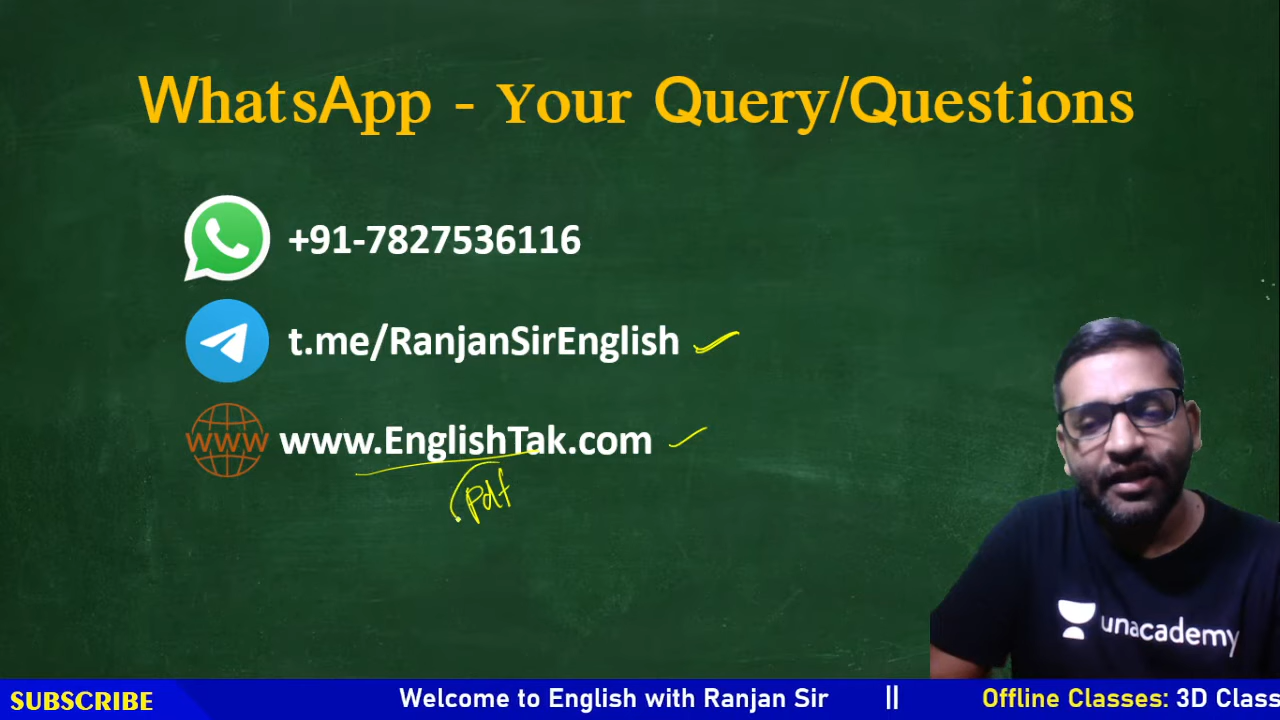 WhatsApp - Your Query/Questions
+91-7827536116
t.me/RanjanSirEnglish
www www.EnglishTak.com
pdf
unacademy
SUBSCRIBE Welcome to English with Ranjan Sir || Offline Classes: 3D Class